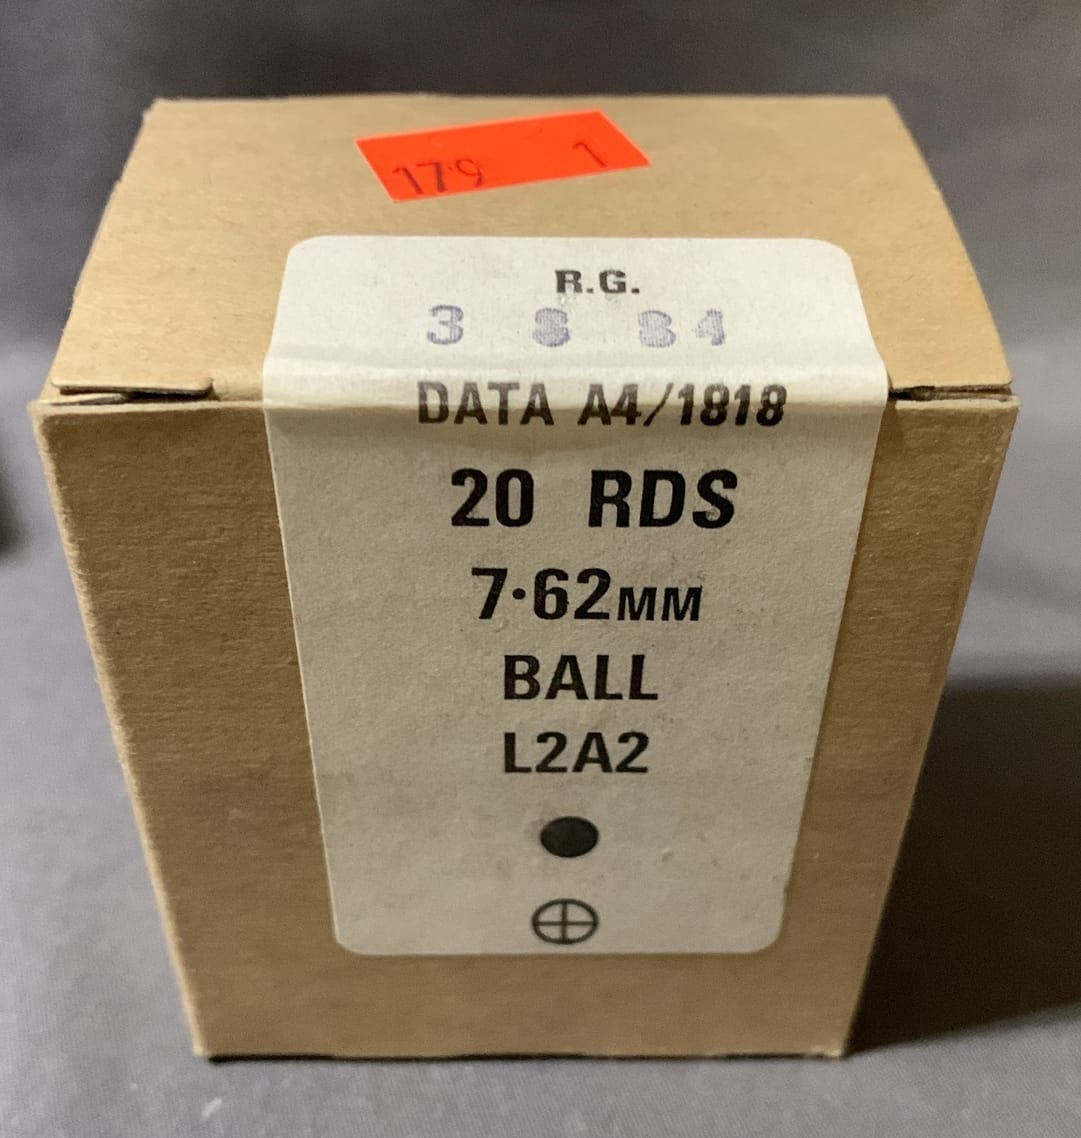 179 1
R.G.
3 8 84
DATA A4/1818
20 RDS
7·62MM
BALL
L2A2